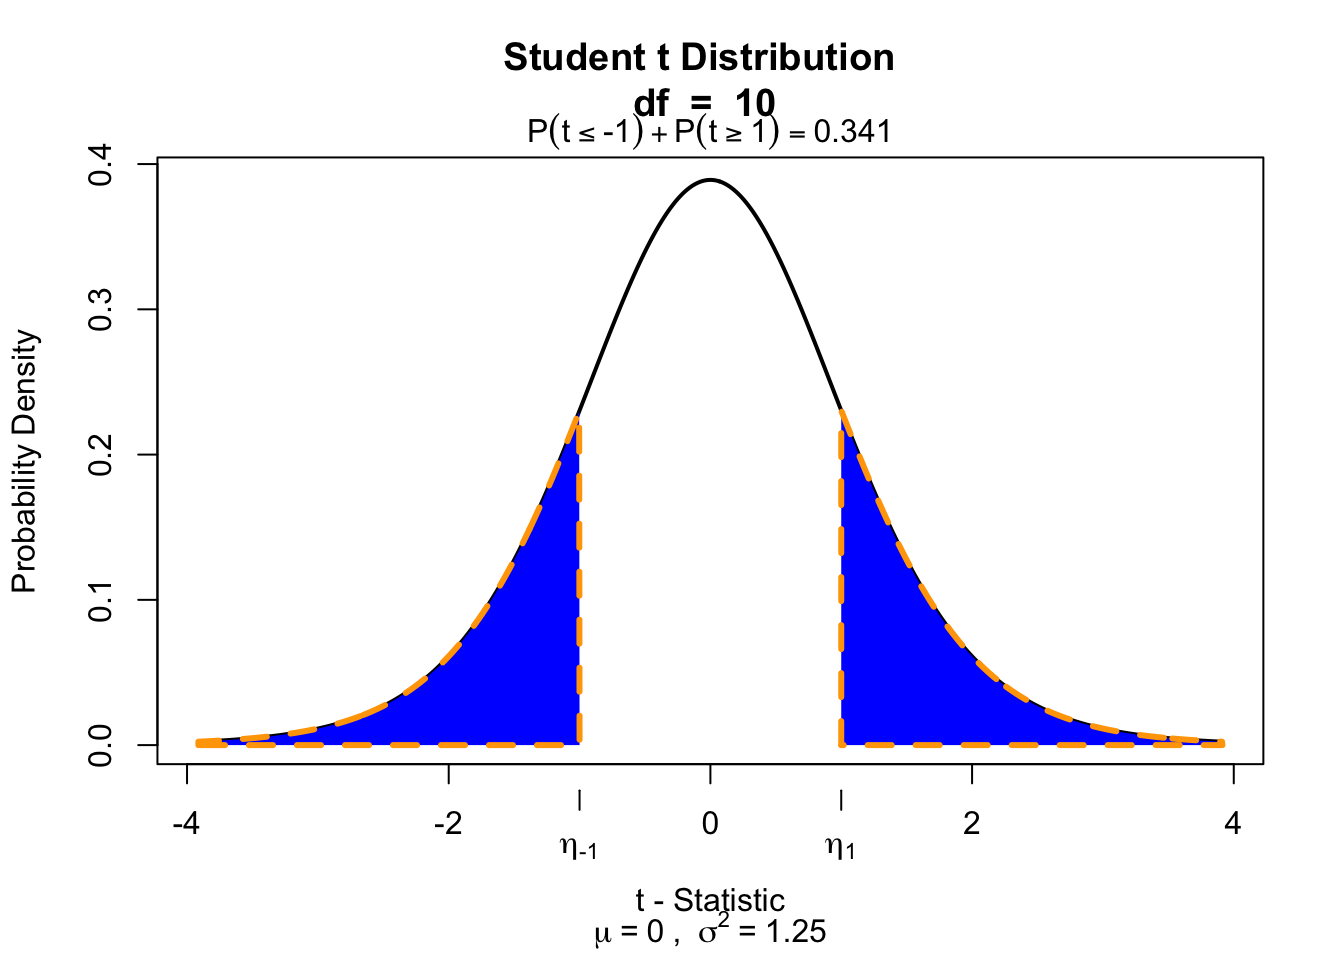 Student t Distribution
df = 10
P(t ≤ -1) + P(t ≥ 1) = 0.341
Probability Density
0.4
0.3
0.2
0.1
0.0
-4 -2 0 2 4
η-1 η1
t - Statistic
μ = 0 , σ² = 1.25